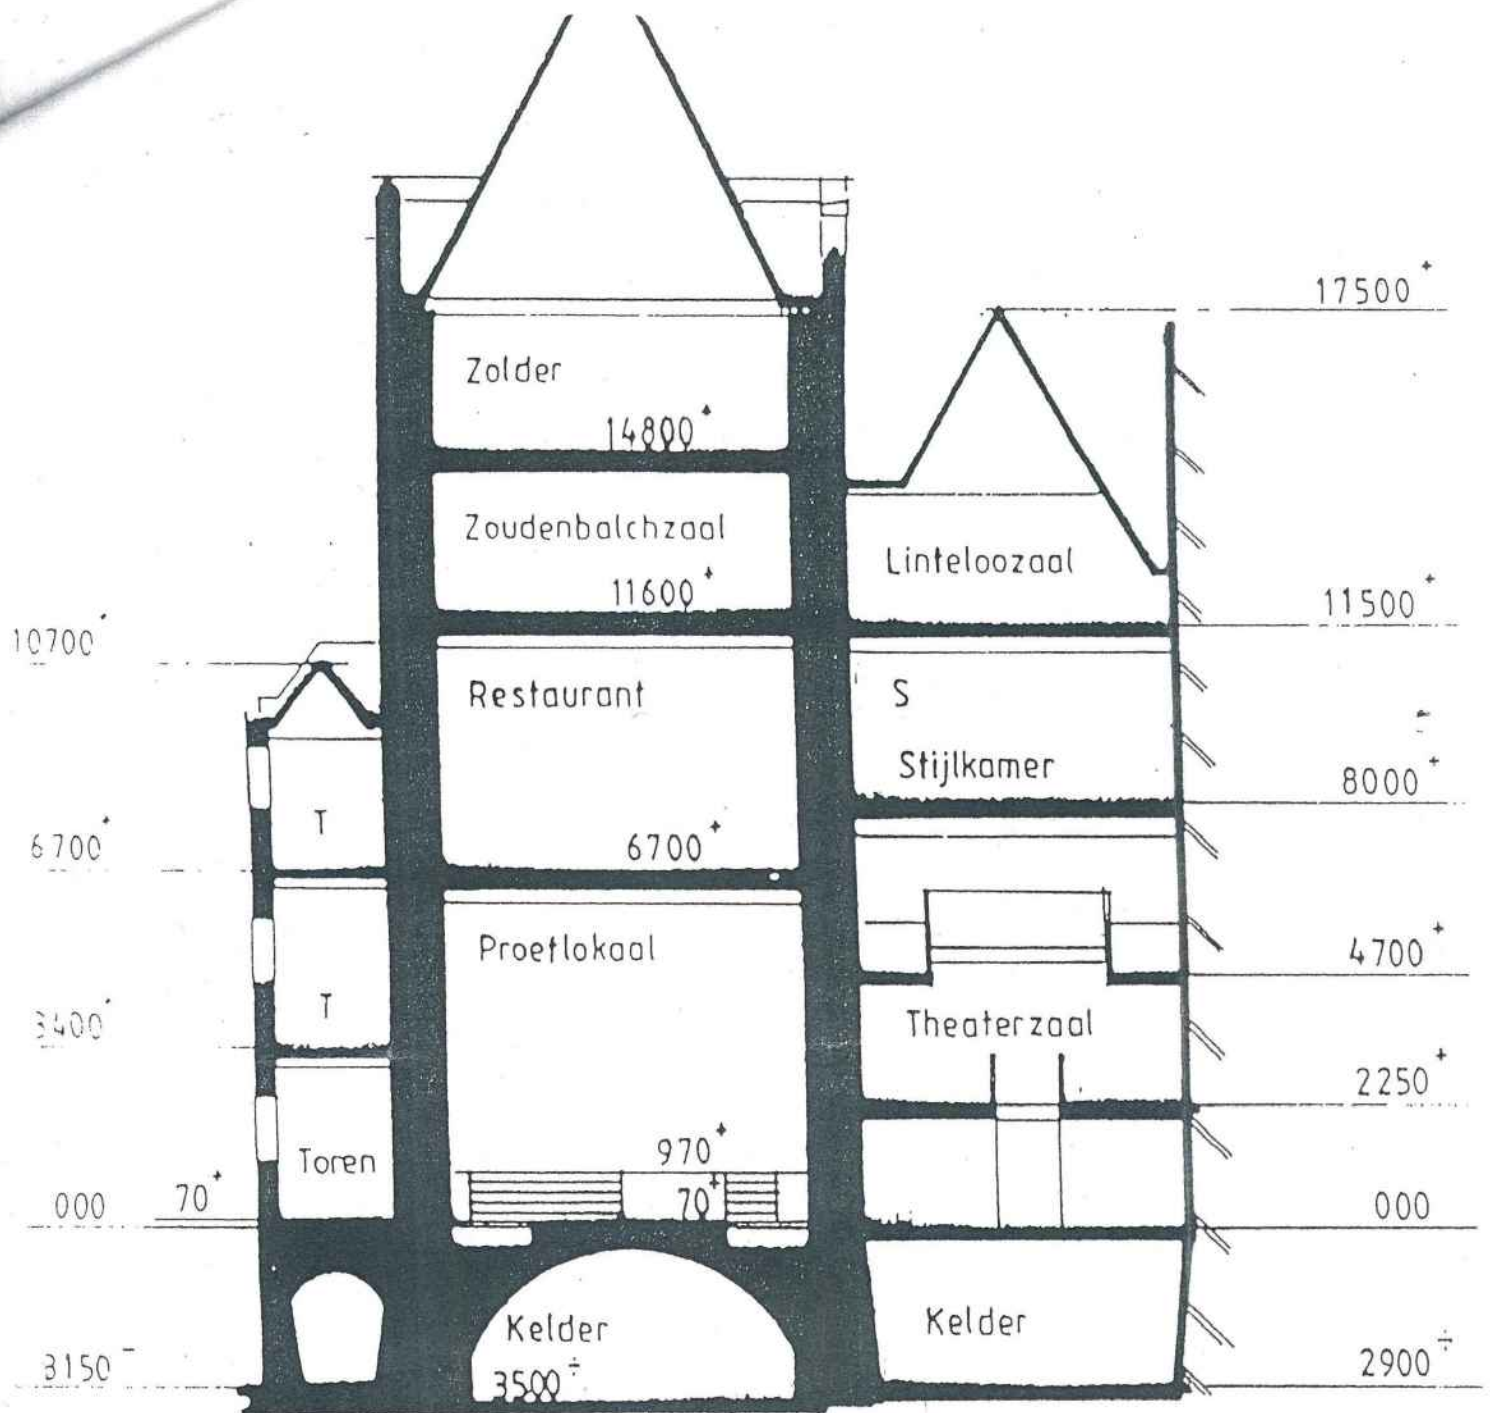 17500+
Zolder
14800+
Zoudenbalchzaal
11600+
Linteloozaal
11500+
10700+
Restaurant
S
Stijlkamer
8000+
T
6700+
6700+
Proeflokaal
4700+
T
3400+
Theaterzaal
2250+
Toren
970+
70+
000
70+
000
Kelder
Kelder
3150-
3500÷
2900÷